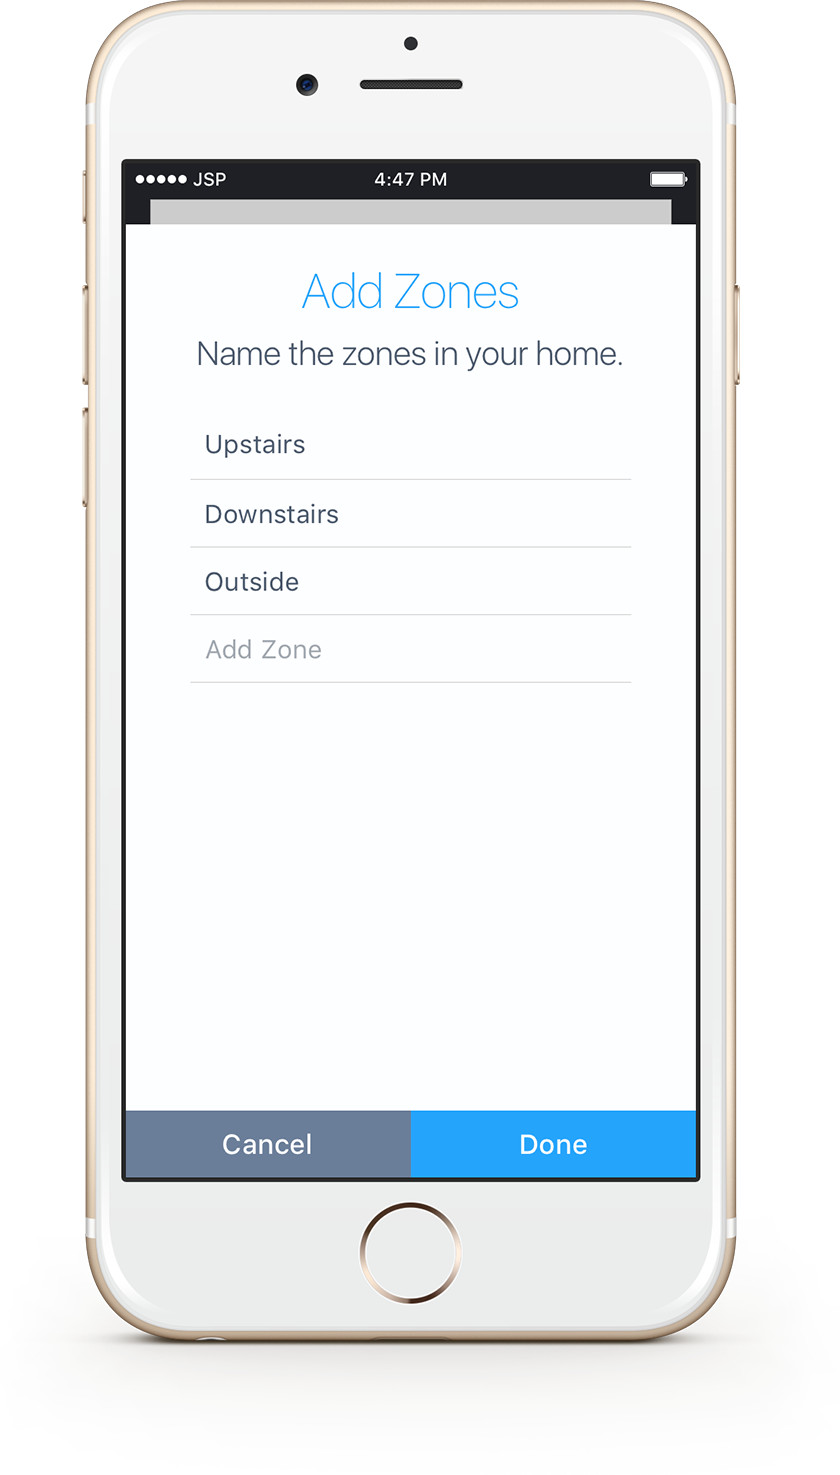 JSP 4:47 PM
Add Zones
Name the zones in your home.
Upstairs
Downstairs
Outside
Add Zone
Cancel Done